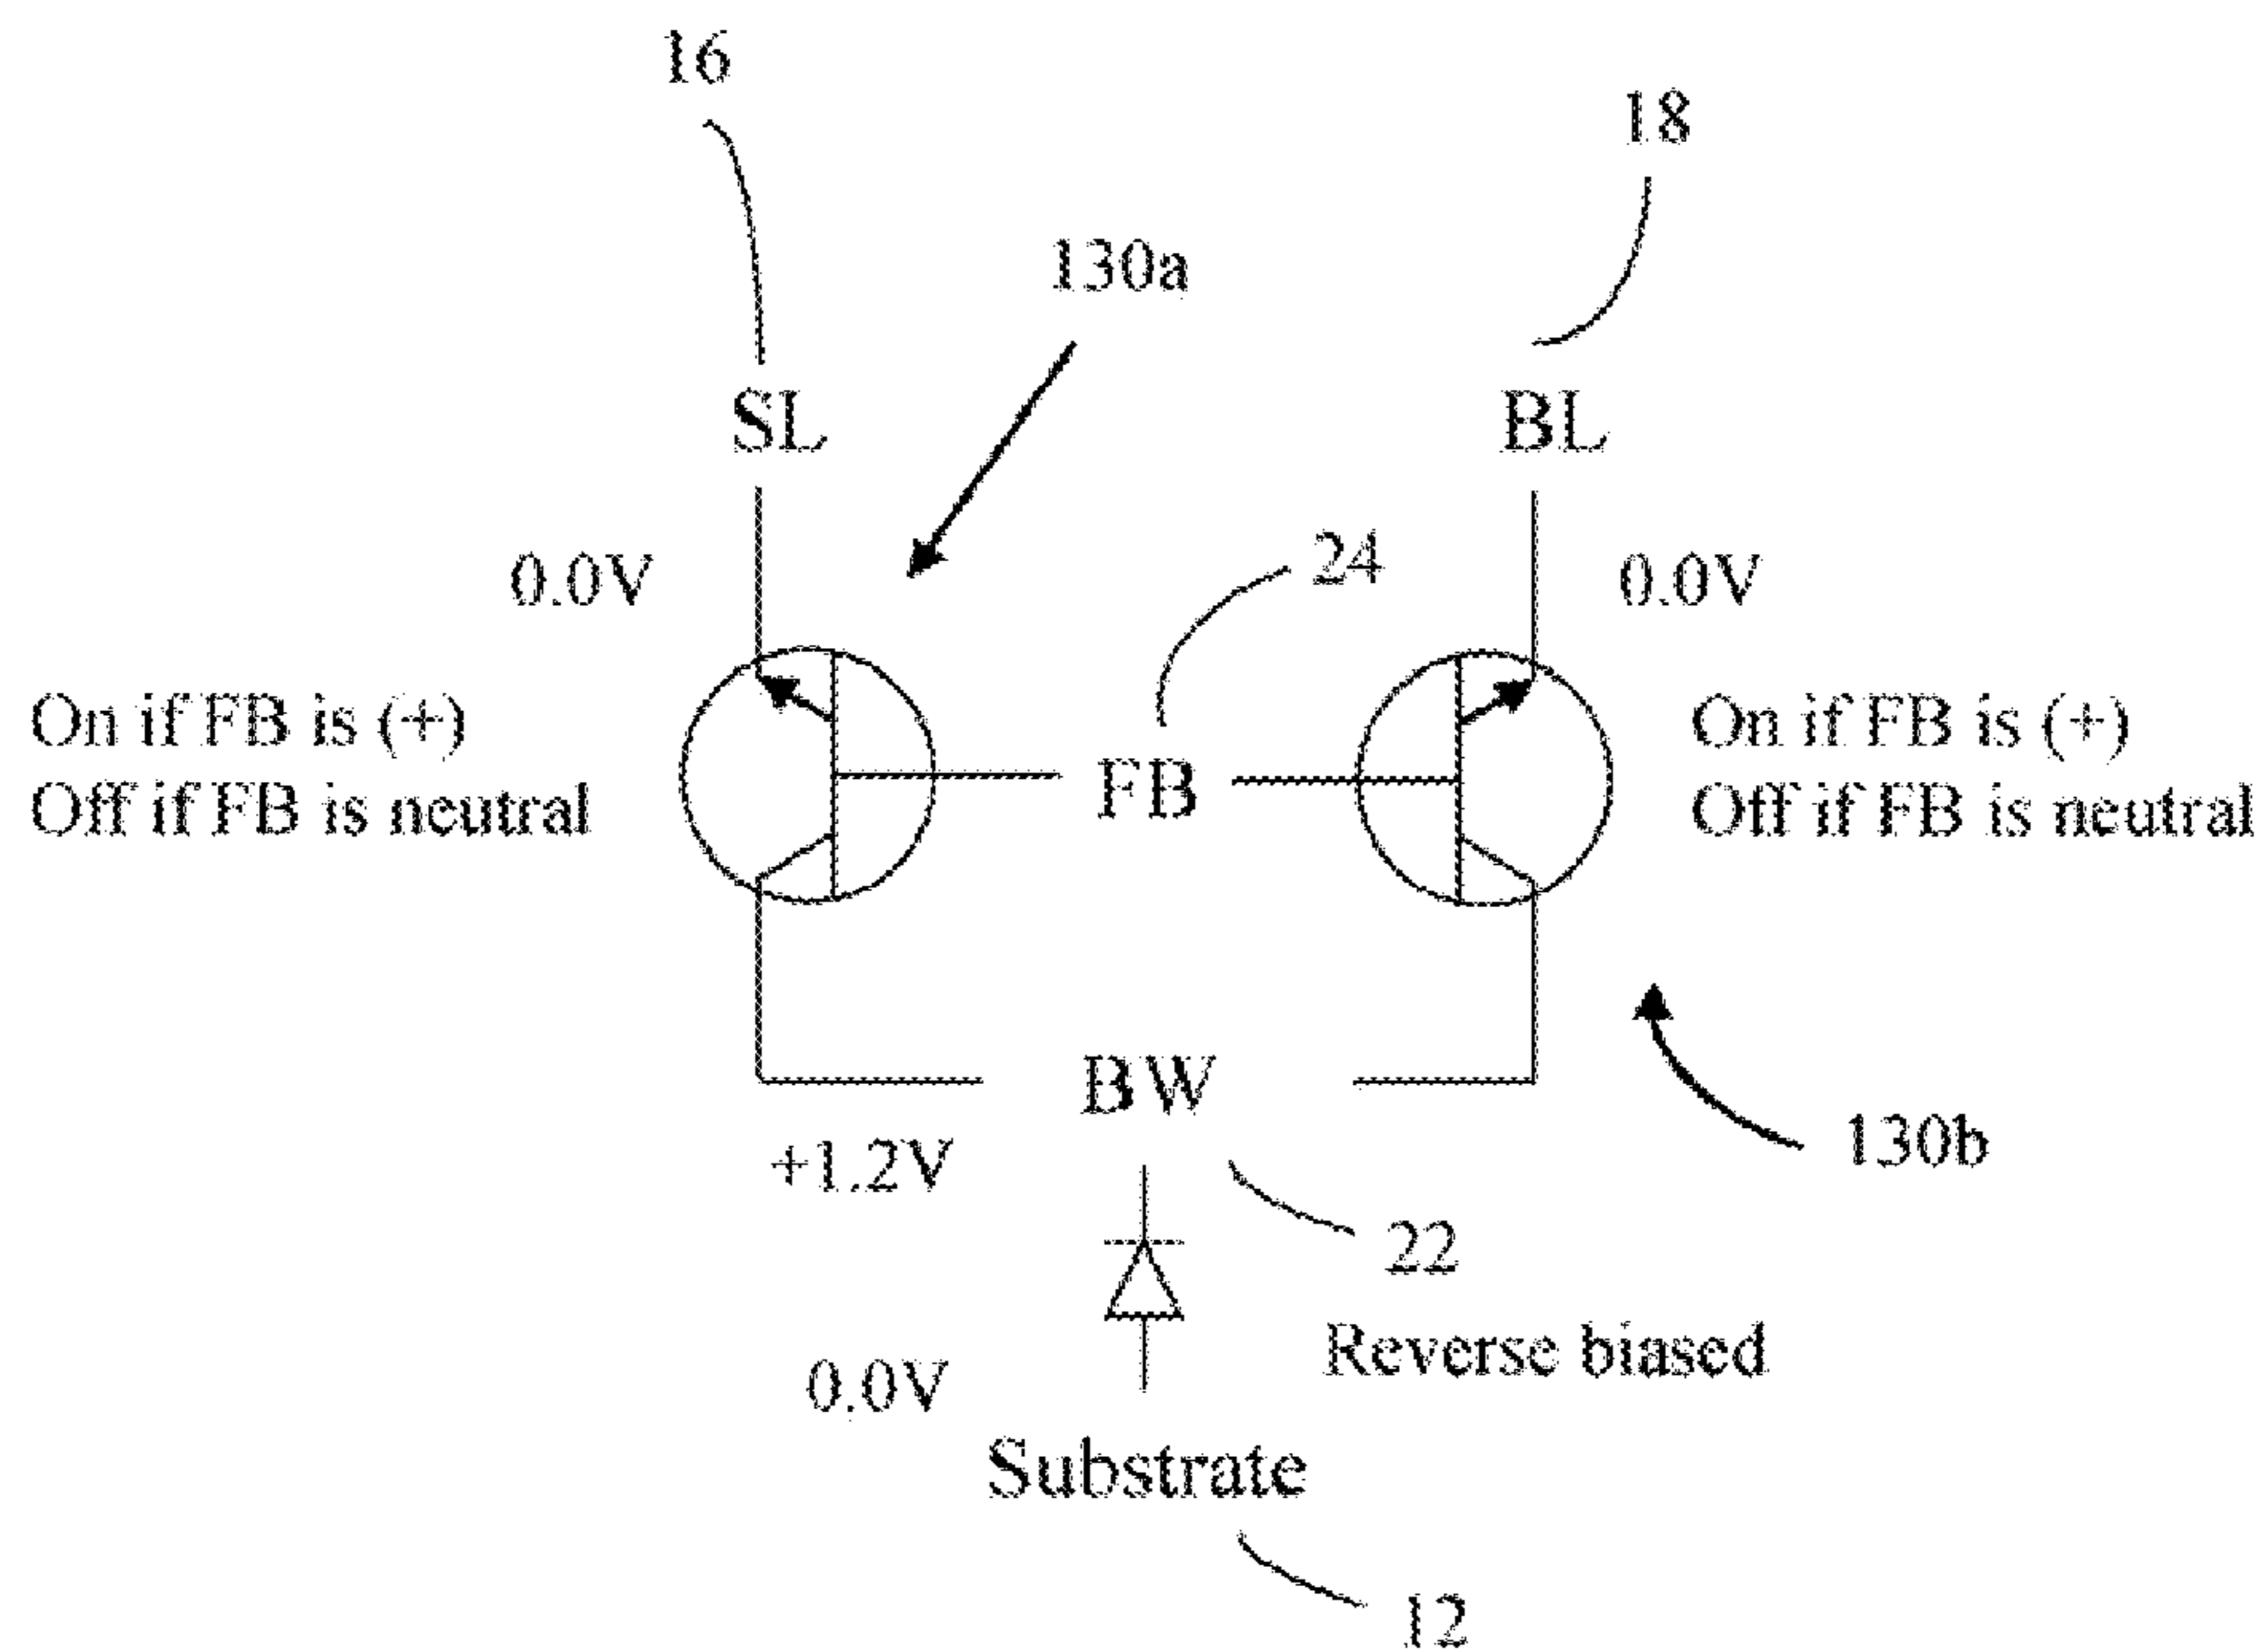 16
18
130a
SL
BL
24
0.0V
0.0V
On if FB is (+)
Off if FB is neutral
FB
On if FB is (+)
Off if FB is neutral
BW
+1.2V
130b
22
Reverse biased
0.0V
Substrate
12